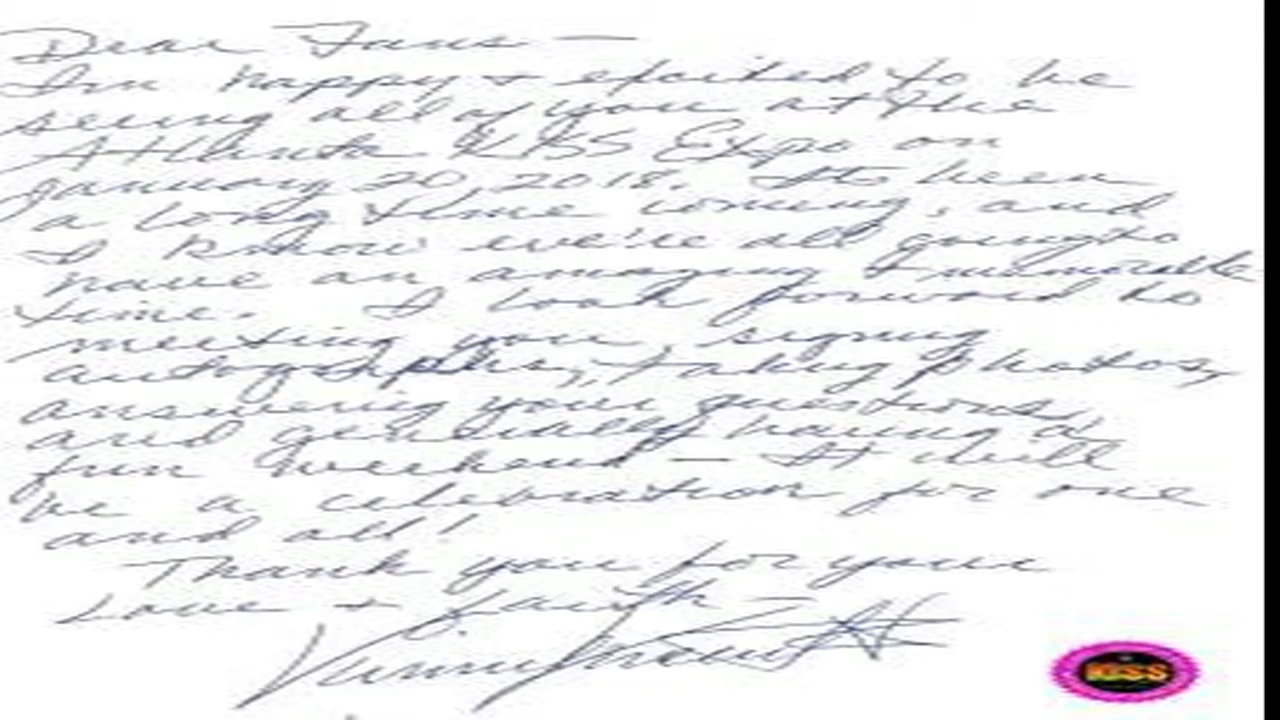 Dear Fans —
I'm happy + excited to be
seeing all of you at the
Atlanta KISS Expo on
January 20, 2018. It's been
a long time coming, and
I know we're all going to
have an amazing + memorable
time. I look forward to
meeting you, signing
autographs, taking photos,
answering your questions,
and generally having a
fun weekend — It will
be a celebration for one
and all!
Thank you for your
Love + faith —
Vinnie Vincent
KISS